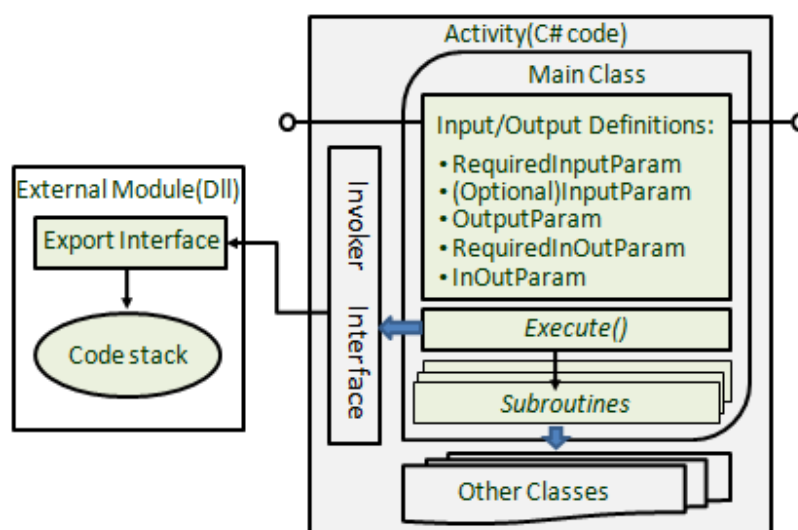 Activity(C# code)
Main Class
Input/Output Definitions:
• RequiredInputParam
• (Optional)InputParam
• OutputParam
• RequiredInOutParam
• InOutParam
External Module(Dll)
Export Interface
Code stack
Invoker Interface
Execute()
Subroutines
Other Classes